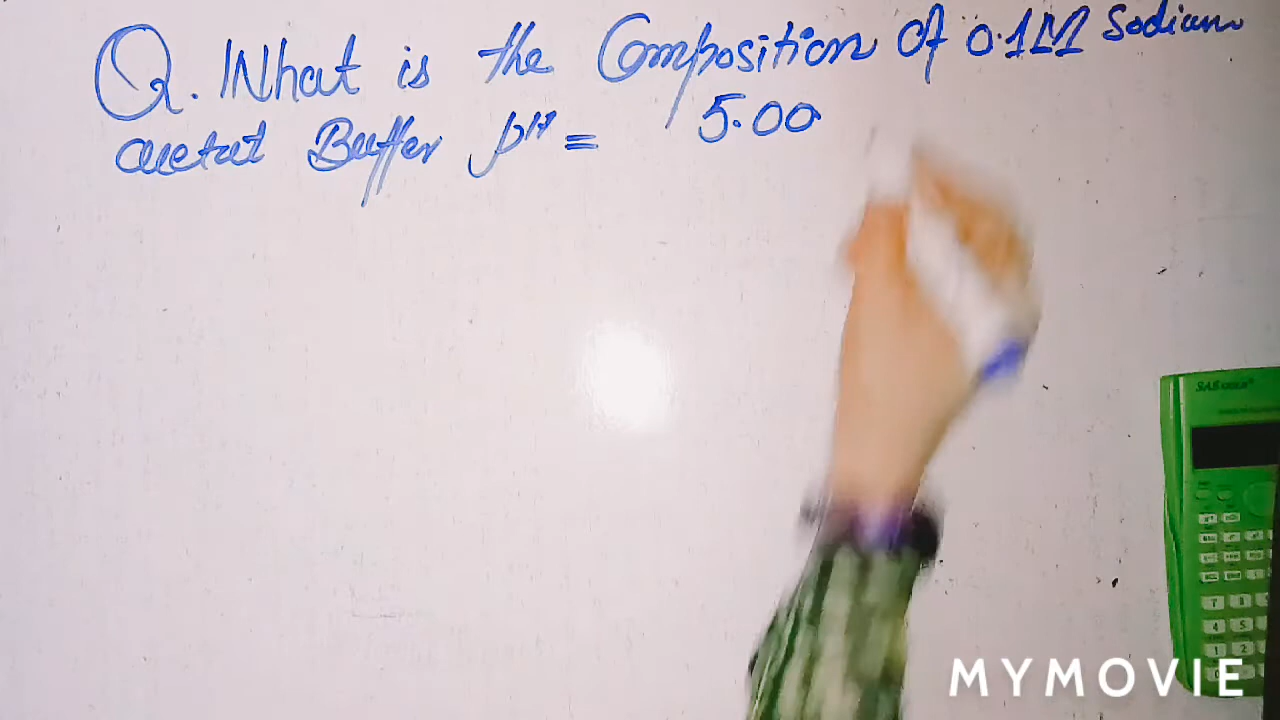 Q. What is the Composition Of 0.1M Sodium
acetat Buffer pH = 5.00
MYMOVIE